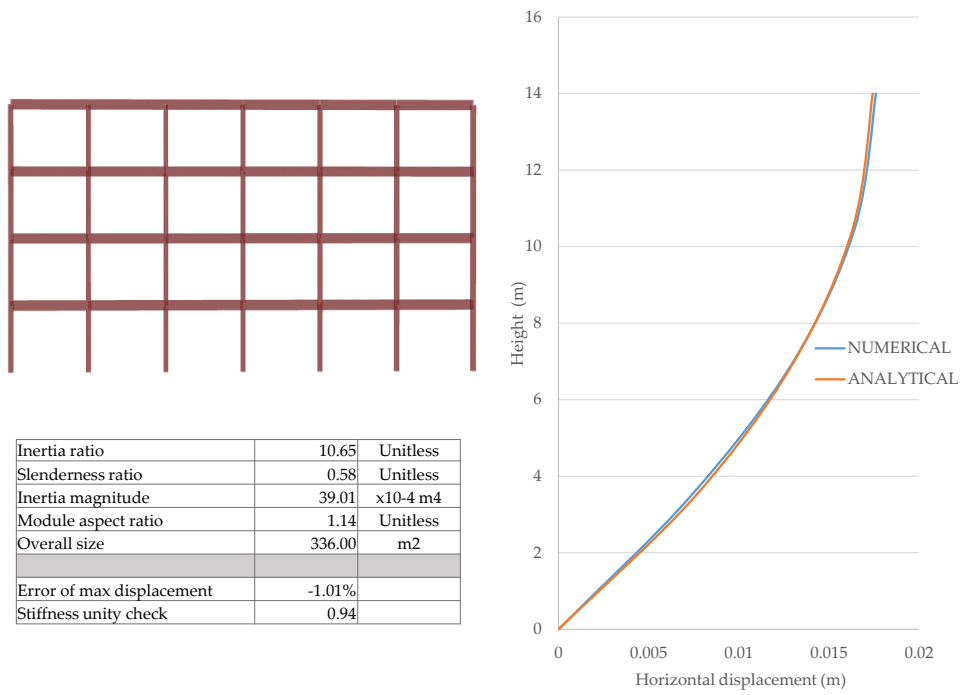 Inertia ratio 10.65 Unitless
Slenderness ratio 0.58 Unitless
Inertia magnitude 39.01 x10-4 m4
Module aspect ratio 1.14 Unitless
Overall size 336.00 m2
Error of max displacement -1.01%
Stiffness unity check 0.94
16
14
12
10
8
6
4
2
0
Height (m)
NUMERICAL
ANALYTICAL
0 0.005 0.01 0.015 0.02
Horizontal displacement (m)